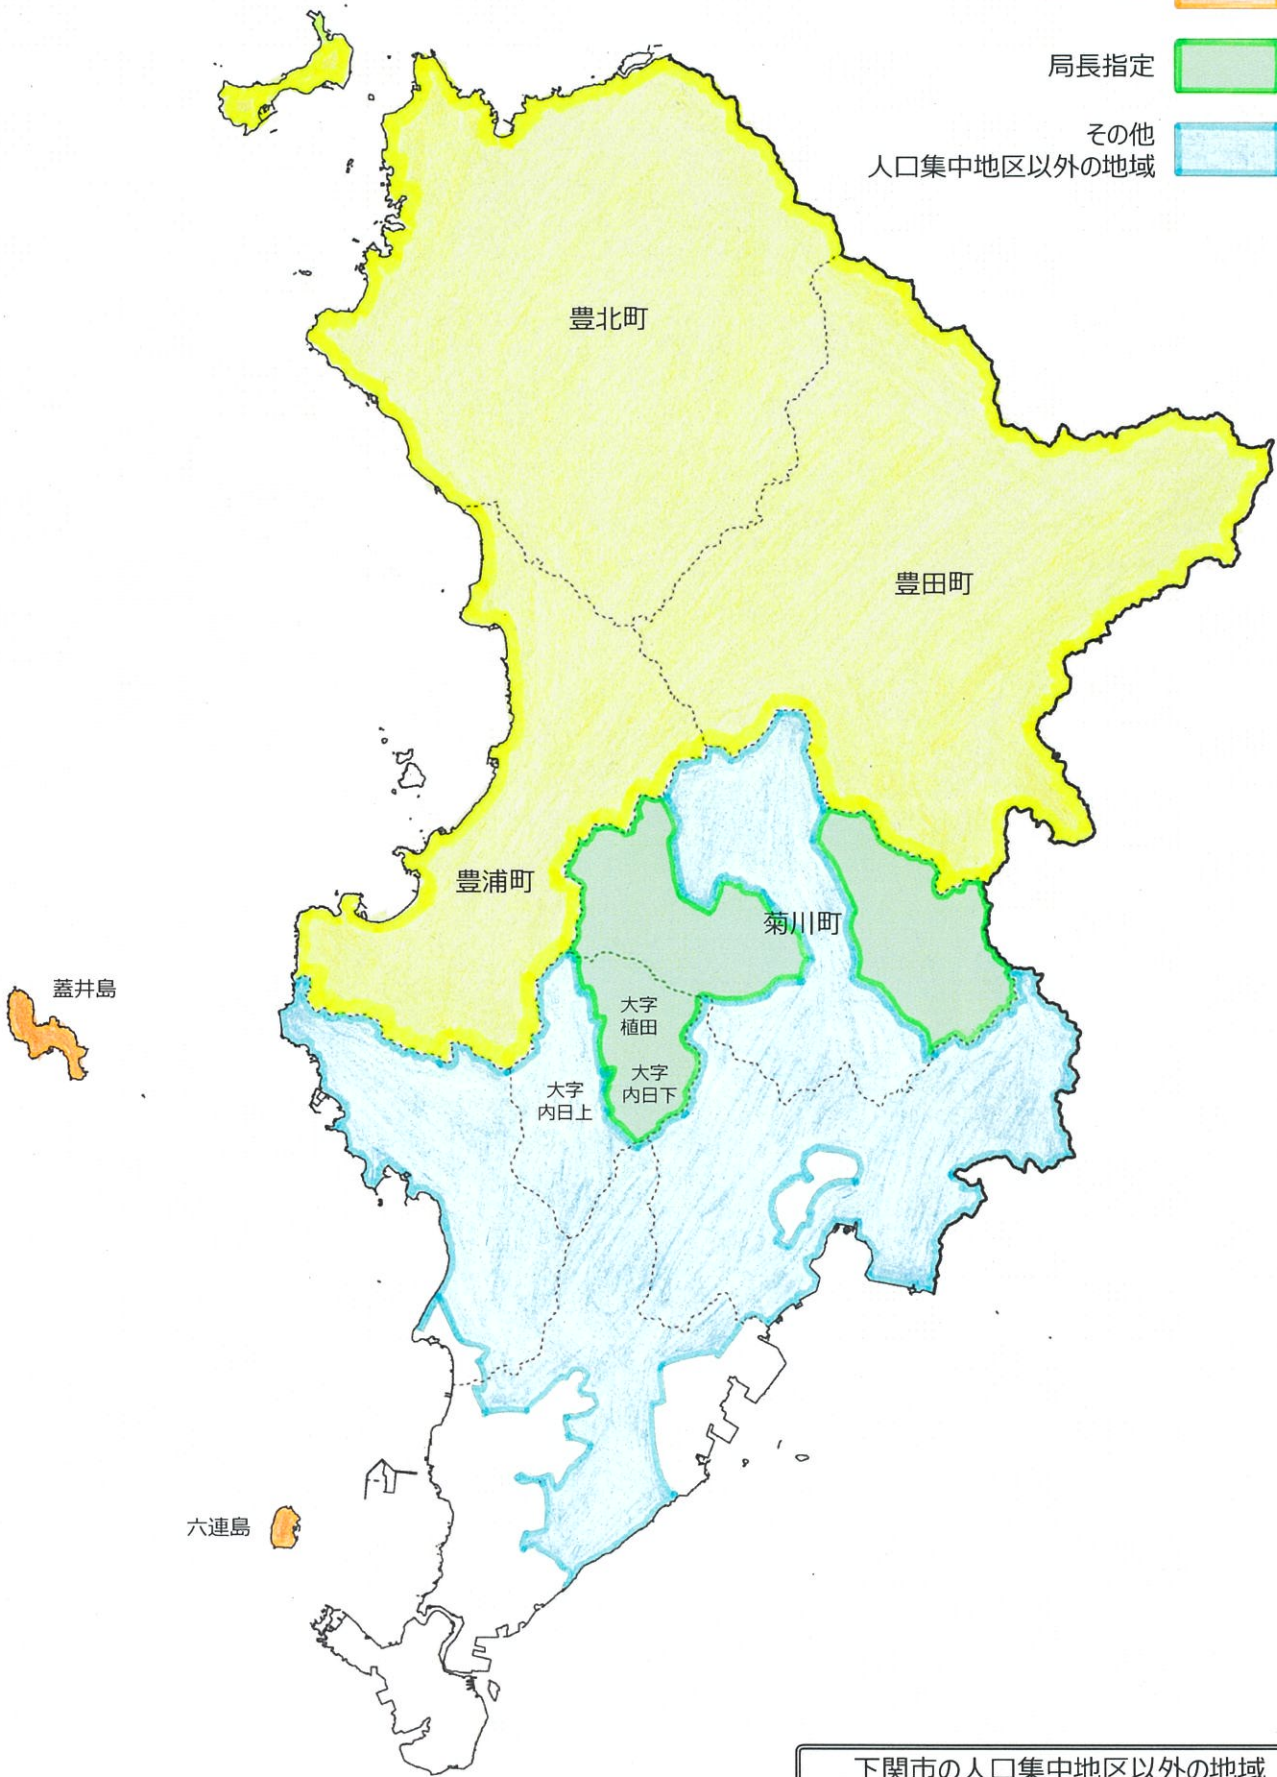 局長指定
その他
人口集中地区以外の地域
豊北町
豊田町
豊浦町
菊川町
蓋井島
大字
植田
大字
内日下
大字
内日上
六連島
下関市の人口集中地区以外の地域